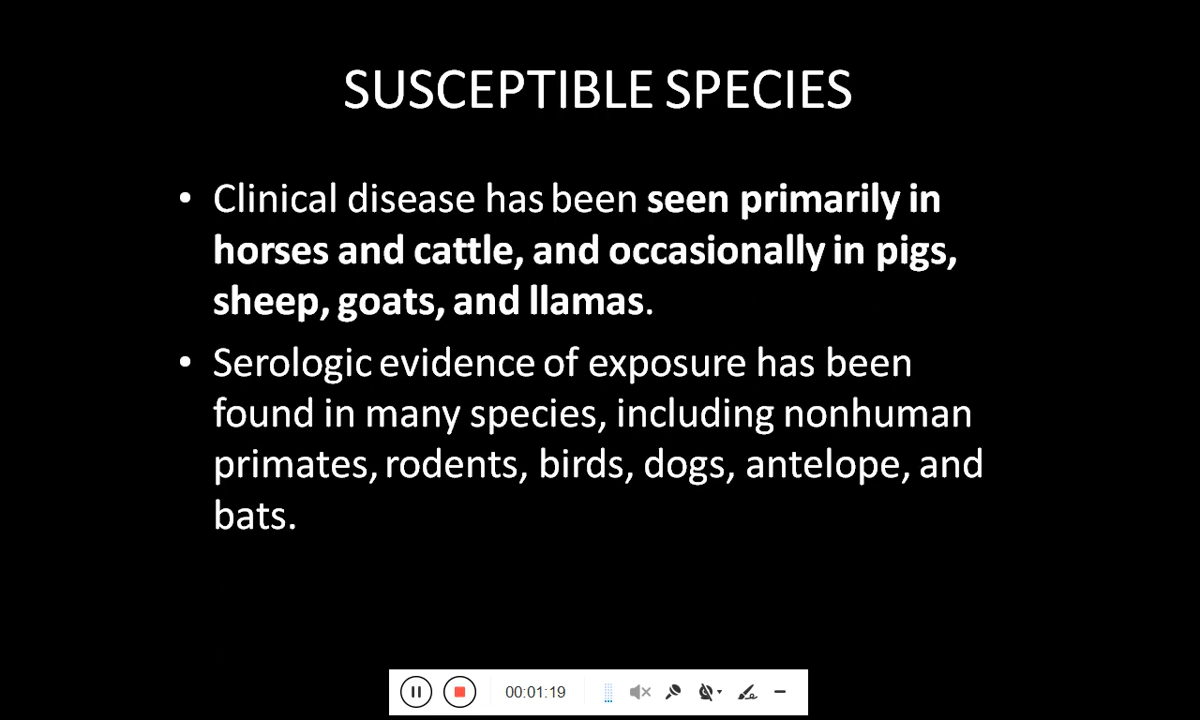 SUSCEPTIBLE SPECIES
• Clinical disease has been seen primarily in
horses and cattle, and occasionally in pigs,
sheep, goats, and llamas.
• Serologic evidence of exposure has been
found in many species, including nonhuman
primates, rodents, birds, dogs, antelope, and
bats.
00:01:19